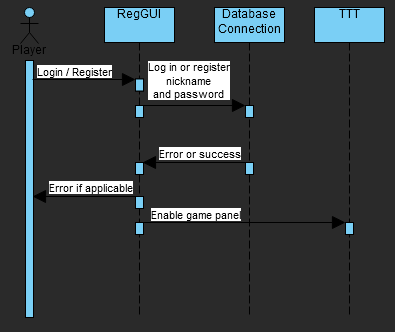 RegGUI
Database
Connection
TTT
Player
Login / Register
Log in or register
nickname
and password
Error or success
Error if applicable
Enable game panel